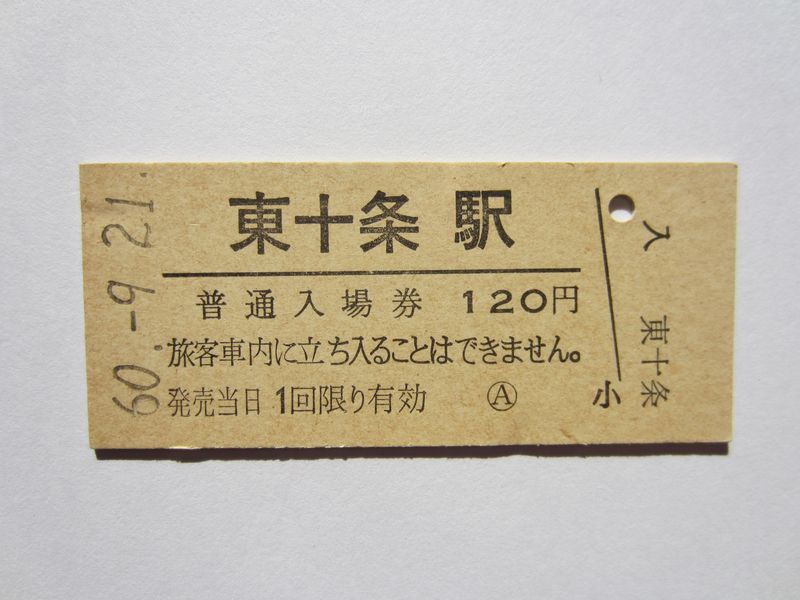 東十条 駅
普通入場券 120円
旅客車内に立ち入ることはできません。
発売当日 1回限り有効 Ⓐ
60.-9.21.
入 東十条
小